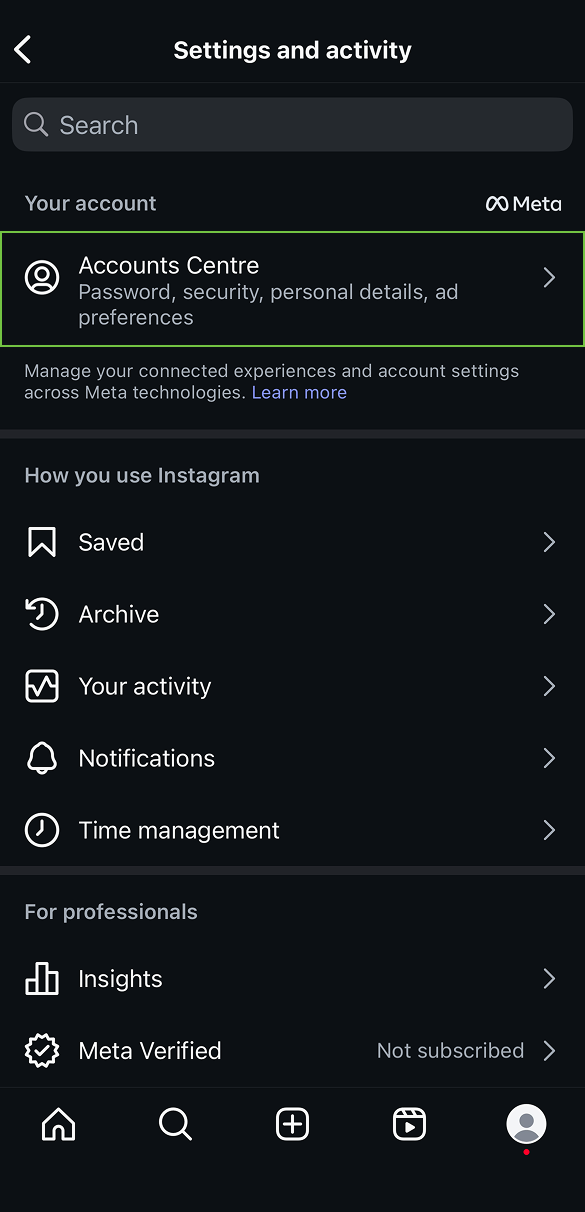 Settings and activity
Search
Your account
Meta
Accounts Centre
Password, security, personal details, ad
preferences
Manage your connected experiences and account settings
across Meta technologies. Learn more
How you use Instagram
Saved
Archive
Your activity
Notifications
Time management
For professionals
Insights
Meta Verified Not subscribed